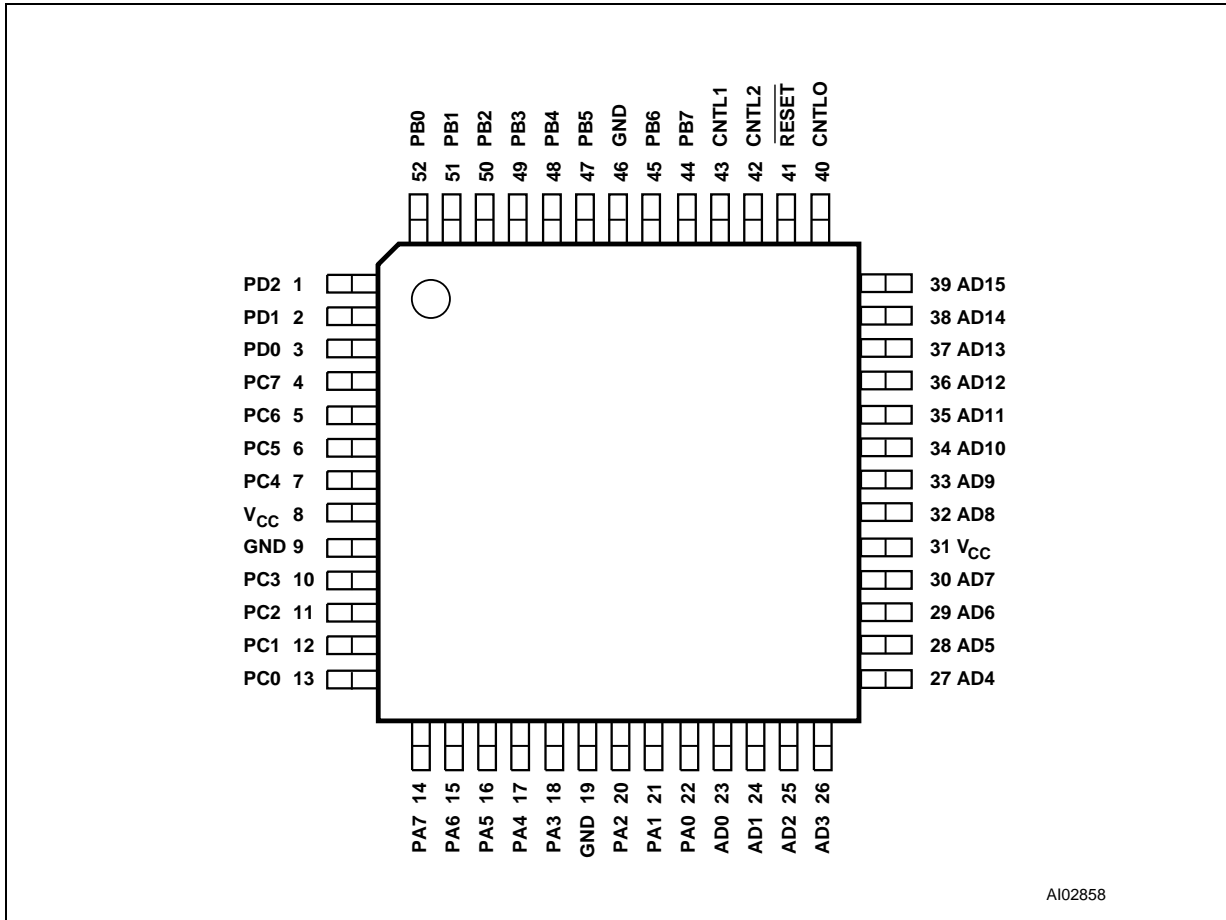 52 PB0
51 PB1
50 PB2
49 PB3
48 PB4
47 PB5
46 GND
45 PB6
44 PB7
43 CNTL1
42 CNTL2
41 RESET
40 CNTLO
PD2 1
PD1 2
PD0 3
PC7 4
PC6 5
PC5 6
PC4 7
VCC 8
GND 9
PC3 10
PC2 11
PC1 12
PC0 13
39 AD15
38 AD14
37 AD13
36 AD12
35 AD11
34 AD10
33 AD9
32 AD8
31 VCC
30 AD7
29 AD6
28 AD5
27 AD4
PA7 14
PA6 15
PA5 16
PA4 17
PA3 18
GND 19
PA2 20
PA1 21
PA0 22
AD0 23
AD1 24
AD2 25
AD3 26
AI02858